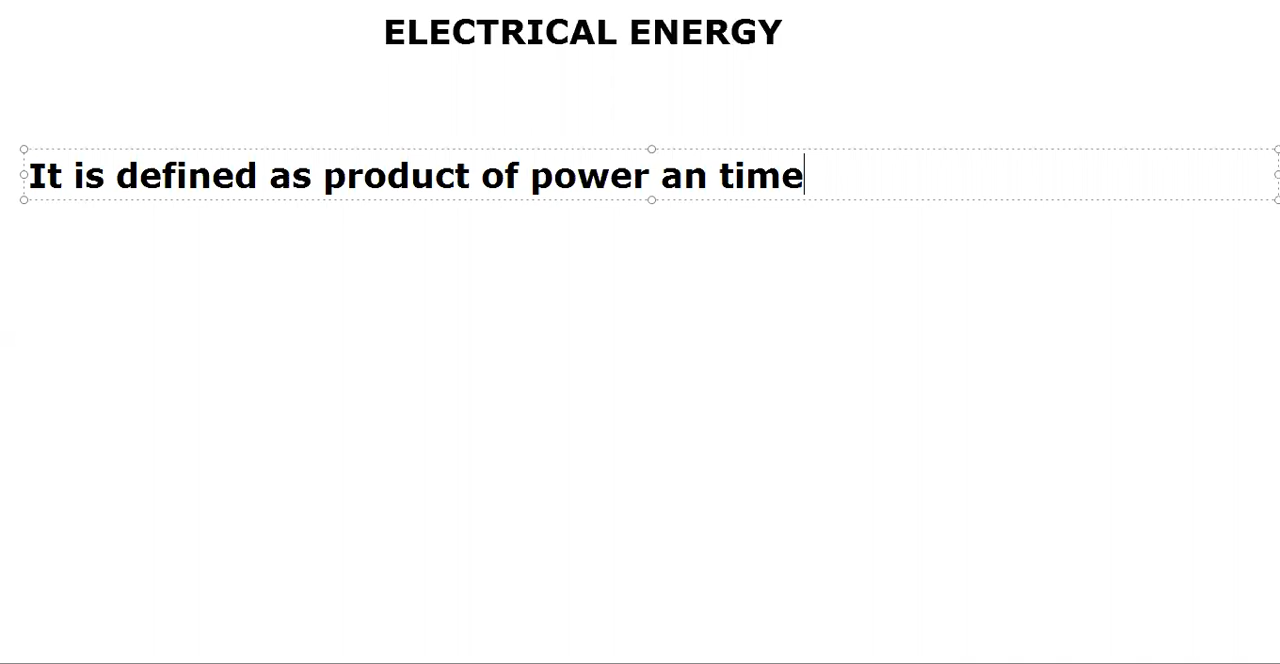 ELECTRICAL ENERGY
It is defined as product of power an time